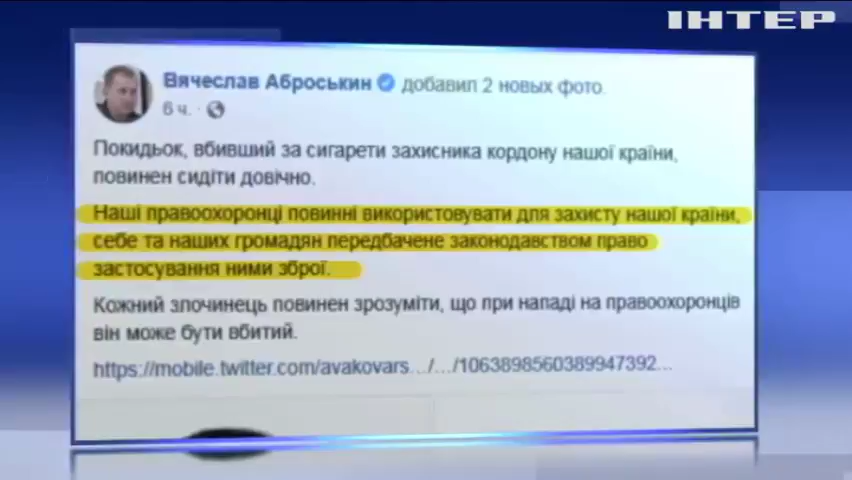 ІНТЕР
Вячеслав Аброськин добавил 2 новых фото.
6 ч. ·
Покидьок, вбивший за сигарети захисника кордону нашої країни,
повинен сидіти довічно.
Наші правоохоронці повинні використовувати для захисту нашої країни,
себе та наших громадян передбачене законодавством право
застосування ними зброї.
Кожний злочинець повинен зрозуміти, що при нападі на правоохоронців
він може бути вбитий.
https://mobile.twitter.com/avakovars.../.../1063898560389947392...